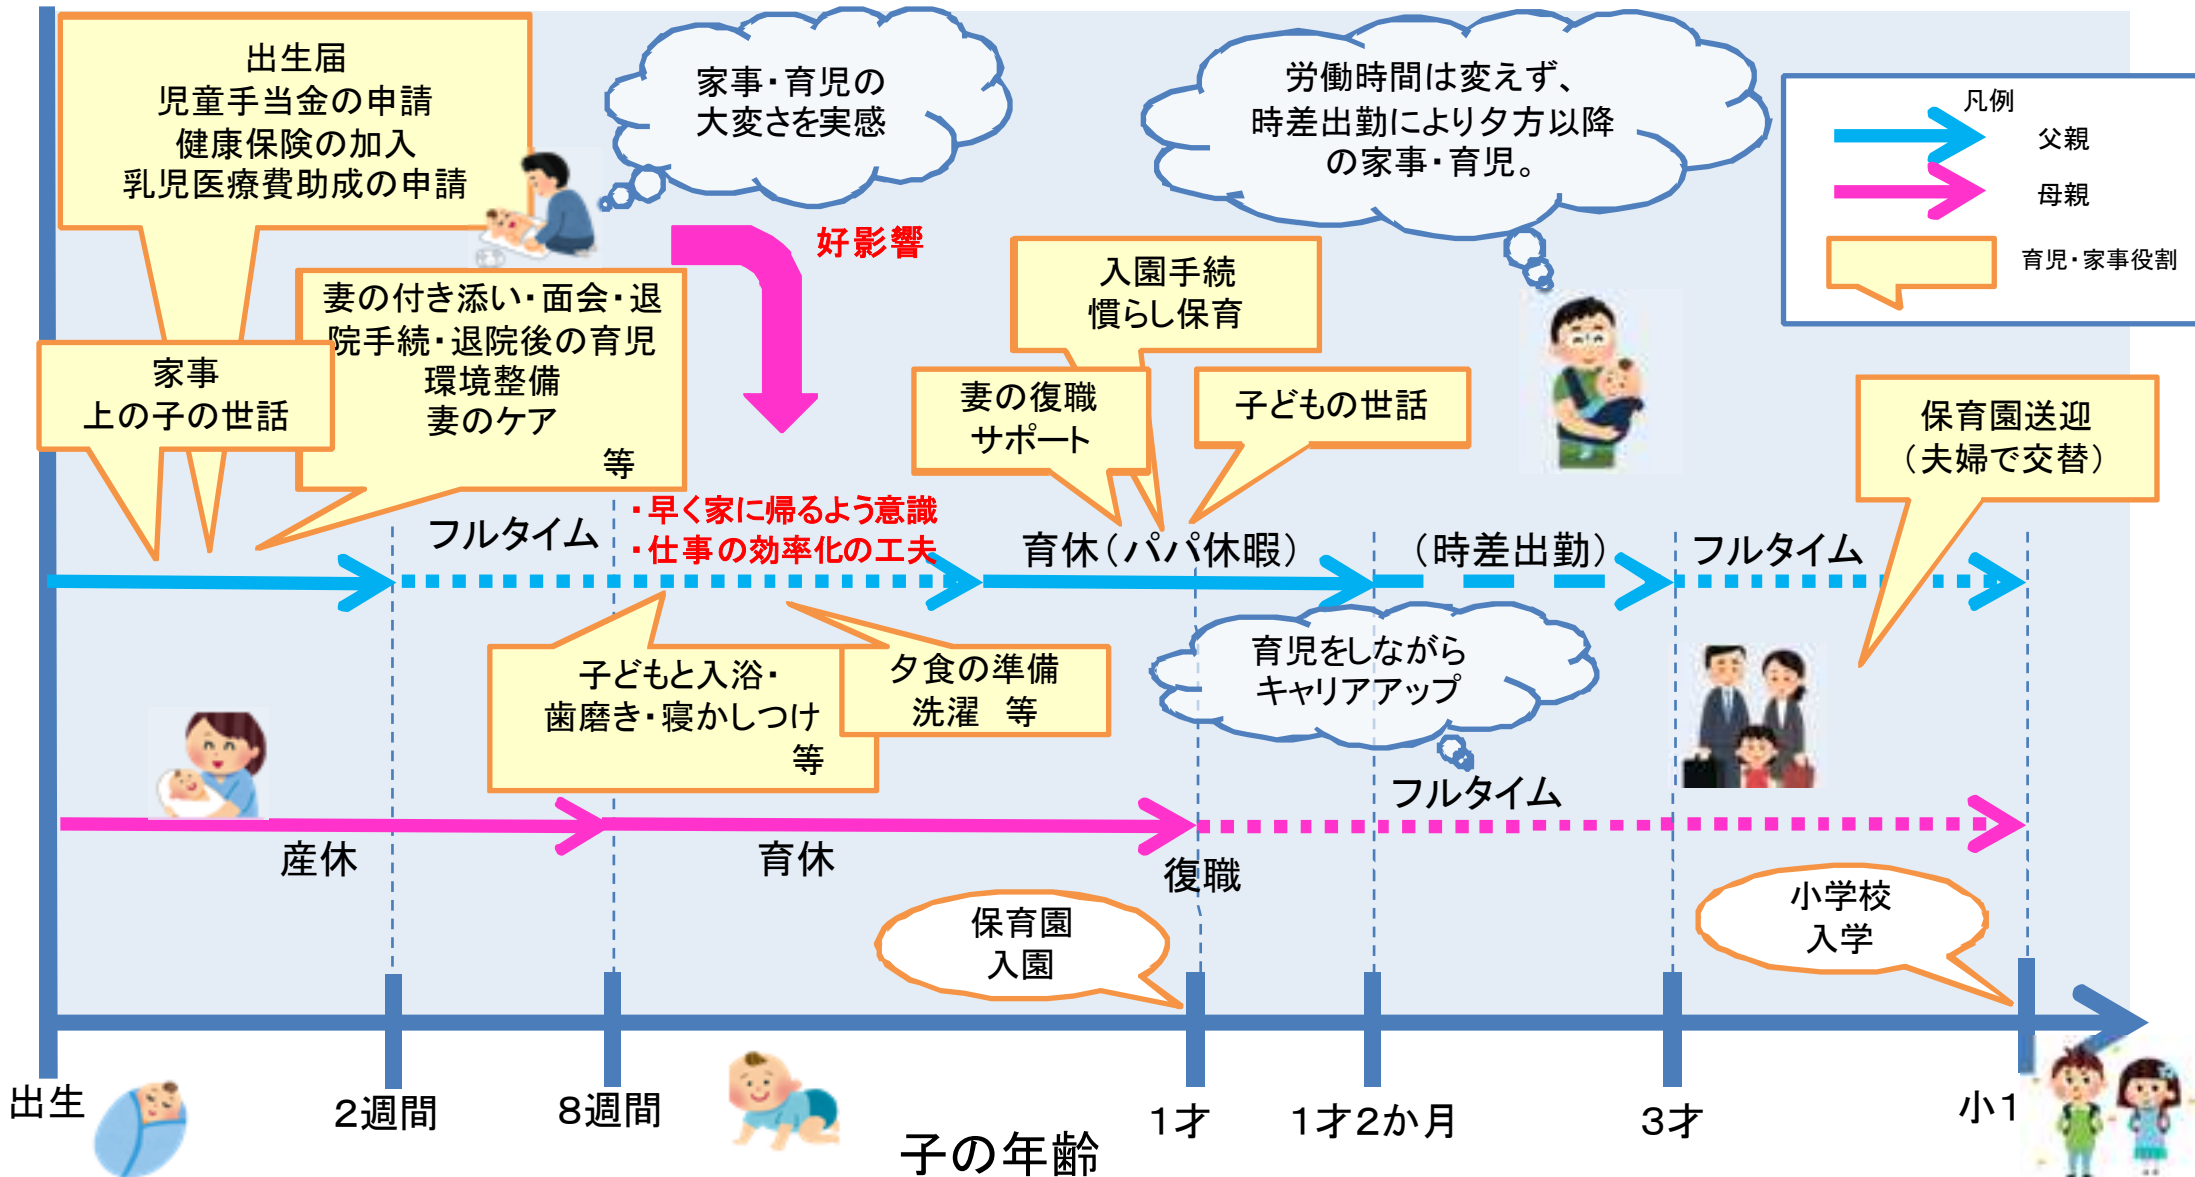 出生届
児童手当金の申請
健康保険の加入
乳児医療費助成の申請
家事・育児の
大変さを実感
労働時間は変えず、
時差出勤により夕方以降
の家事・育児。
凡例
父親
母親
育児・家事役割
好影響
妻の付き添い・面会・退
院手続・退院後の育児
環境整備
妻のケア
等
家事
上の子の世話
入園手続
慣らし保育
妻の復職
サポート
子どもの世話
保育園送迎
（夫婦で交替）
フルタイム
・早く家に帰るよう意識
・仕事の効率化の工夫
育休（パパ休暇）
（時差出勤）
フルタイム
子どもと入浴・
歯磨き・寝かしつけ
等
夕食の準備
洗濯　等
育児をしながら
キャリアアップ
フルタイム
産休
育休
復職
保育園
入園
小学校
入学
出生
2週間
8週間
1才
1才2か月
3才
小1
子の年齢